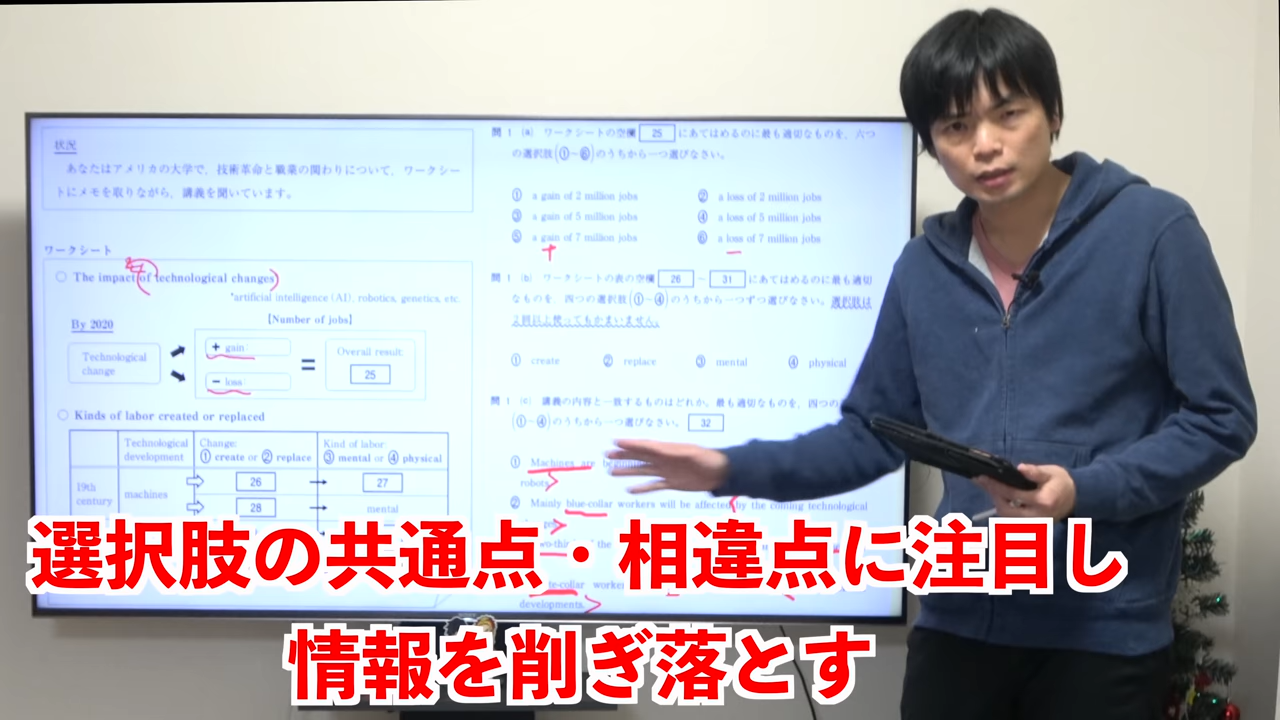 状況
あなたはアメリカの大学で、技術革命と職業の関わりについて、ワークシー
トにメモを取りながら、講義を聞いています。
ワークシート
○ The impact of technological changes
*artificial intelligence (AI), robotics, genetics, etc.
By 2020
【Number of jobs】
Technological
change
+ gain:
− loss:
=
Overall result:
25
○ Kinds of labor created or replaced
Technological
development
Change:
① create or ② replace
Kind of labor:
③ mental or ④ physical
19th
century
machines
26
27
28
mental
問 1 (a) ワークシートの空欄 25 にあてはめるのに最も適切なものを、六つ
の選択肢(①~⑥)のうちから一つ選びなさい。
① a gain of 2 million jobs
② a loss of 2 million jobs
③ a gain of 5 million jobs
④ a loss of 5 million jobs
⑤ a gain of 7 million jobs
⑥ a loss of 7 million jobs
+
−
問 1 (b) ワークシートの表の空欄 26 ~ 31 にあてはめるのに最も適切
なものを、四つの選択肢(①~④)のうちから一つずつ選びなさい。選択肢は
2回以上使ってもかまいません。
① create
② replace
③ mental
④ physical
問 1 (c) 講義の内容と一致するものはどれか。最も適切なものを、四つの
(①~④)のうちから一つ選びなさい。 32
① Machines are
robots.
② Mainly blue-collar workers will be affected by the coming technological
developments.
選択肢の共通点・相違点に注目し
情報を削ぎ落とす